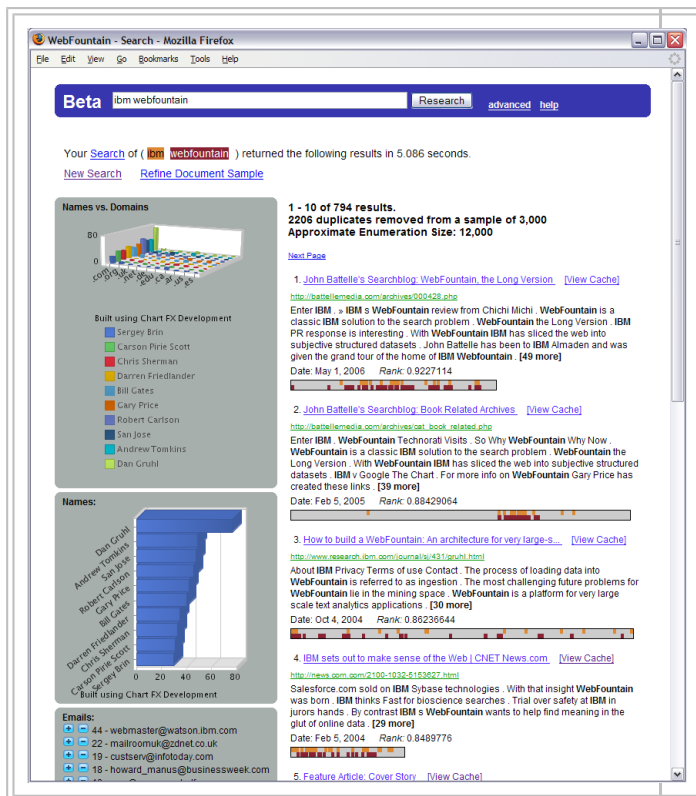 WebFountain - Search - Mozilla Firefox
File Edit View Go Bookmarks Tools Help
Beta ibm webfountain Research advanced help
Your Search of ( ibm webfountain ) returned the following results in 5.086 seconds.
New Search Refine Document Sample
Names vs. Domains
80
0
.com
.org
.uk
.net
.de
.edu
.ca
.ar
.us
.es
Built using Chart FX Development
Sergey Brin
Carson Pirie Scott
Chris Sherman
Darren Friedlander
Bill Gates
Gary Price
Robert Carlson
San Jose
Andrew Tomkins
Dan Gruhl
Names:
Dan Gruhl
Andrew Tomkins
San Jose
Robert Carlson
Gary Price
Bill Gates
Darren Friedlander
Chris Sherman
Carson Pirie Scott
Sergey Brin
0 20 40 60 80
Built using Chart FX Development
Emails:
44 - webmaster@watson.ibm.com
22 - mailroomuk@zdnet.co.uk
19 - custserv@infotoday.com
18 - howard_manus@businessweek.com
1 - 10 of 794 results.
2206 duplicates removed from a sample of 3,000
Approximate Enumeration Size: 12,000
Next Page
1. John Battelle's Searchblog: WebFountain, the Long Version [View Cache]
http://battellemedia.com/archives/000428.php
Enter IBM . » IBM s WebFountain review from Chichi Michi . WebFountain is a
classic IBM solution to the search problem . WebFountain the Long Version . IBM
PR response is interesting . With WebFountain IBM has sliced the web into
subjective structured datasets . John Battelle has been to IBM Almaden and was
given the grand tour of the home of IBM Webfountain . [49 more]
Date: May 1, 2006 Rank: 0.9227114
2. John Battelle's Searchblog: Book Related Archives [View Cache]
http://battellemedia.com/archives/cat_book_related.php
Enter IBM . WebFountain Technorati Visits . So Why WebFountain Why Now .
WebFountain is a classic IBM solution to the search problem . WebFountain the
Long Version . With WebFountain IBM has sliced the web into subjective structured
datasets . IBM v Google The Chart . For more info on WebFountain Gary Price has
created these links . [39 more]
Date: Feb 5, 2005 Rank: 0.88429064
3. How to build a WebFountain: An architecture for very large-s... [View Cache]
http://www.research.ibm.com/journal/sj/431/gruhl.html
About IBM Privacy Terms of use Contact . The process of loading data into
WebFountain is referred to as ingestion . The most challenging future problems for
WebFountain lie in the mining space . WebFountain is a platform for very large
scale text analytics applications . [30 more]
Date: Oct 4, 2004 Rank: 0.86236644
4. IBM sets out to make sense of the Web | CNET News.com [View Cache]
http://news.com.com/2100-1032-5153627.html
Salesforce.com sold on IBM Sybase technologies . With that insight WebFountain
was born . IBM thinks Fast for bioscience searches . Trial over safety at IBM in
jurors hands . By contrast IBM s WebFountain wants to help find meaning in the
glut of online data . [29 more]
Date: Feb 5, 2004 Rank: 0.8489776
5. Feature Article: Cover Story [View Cache]